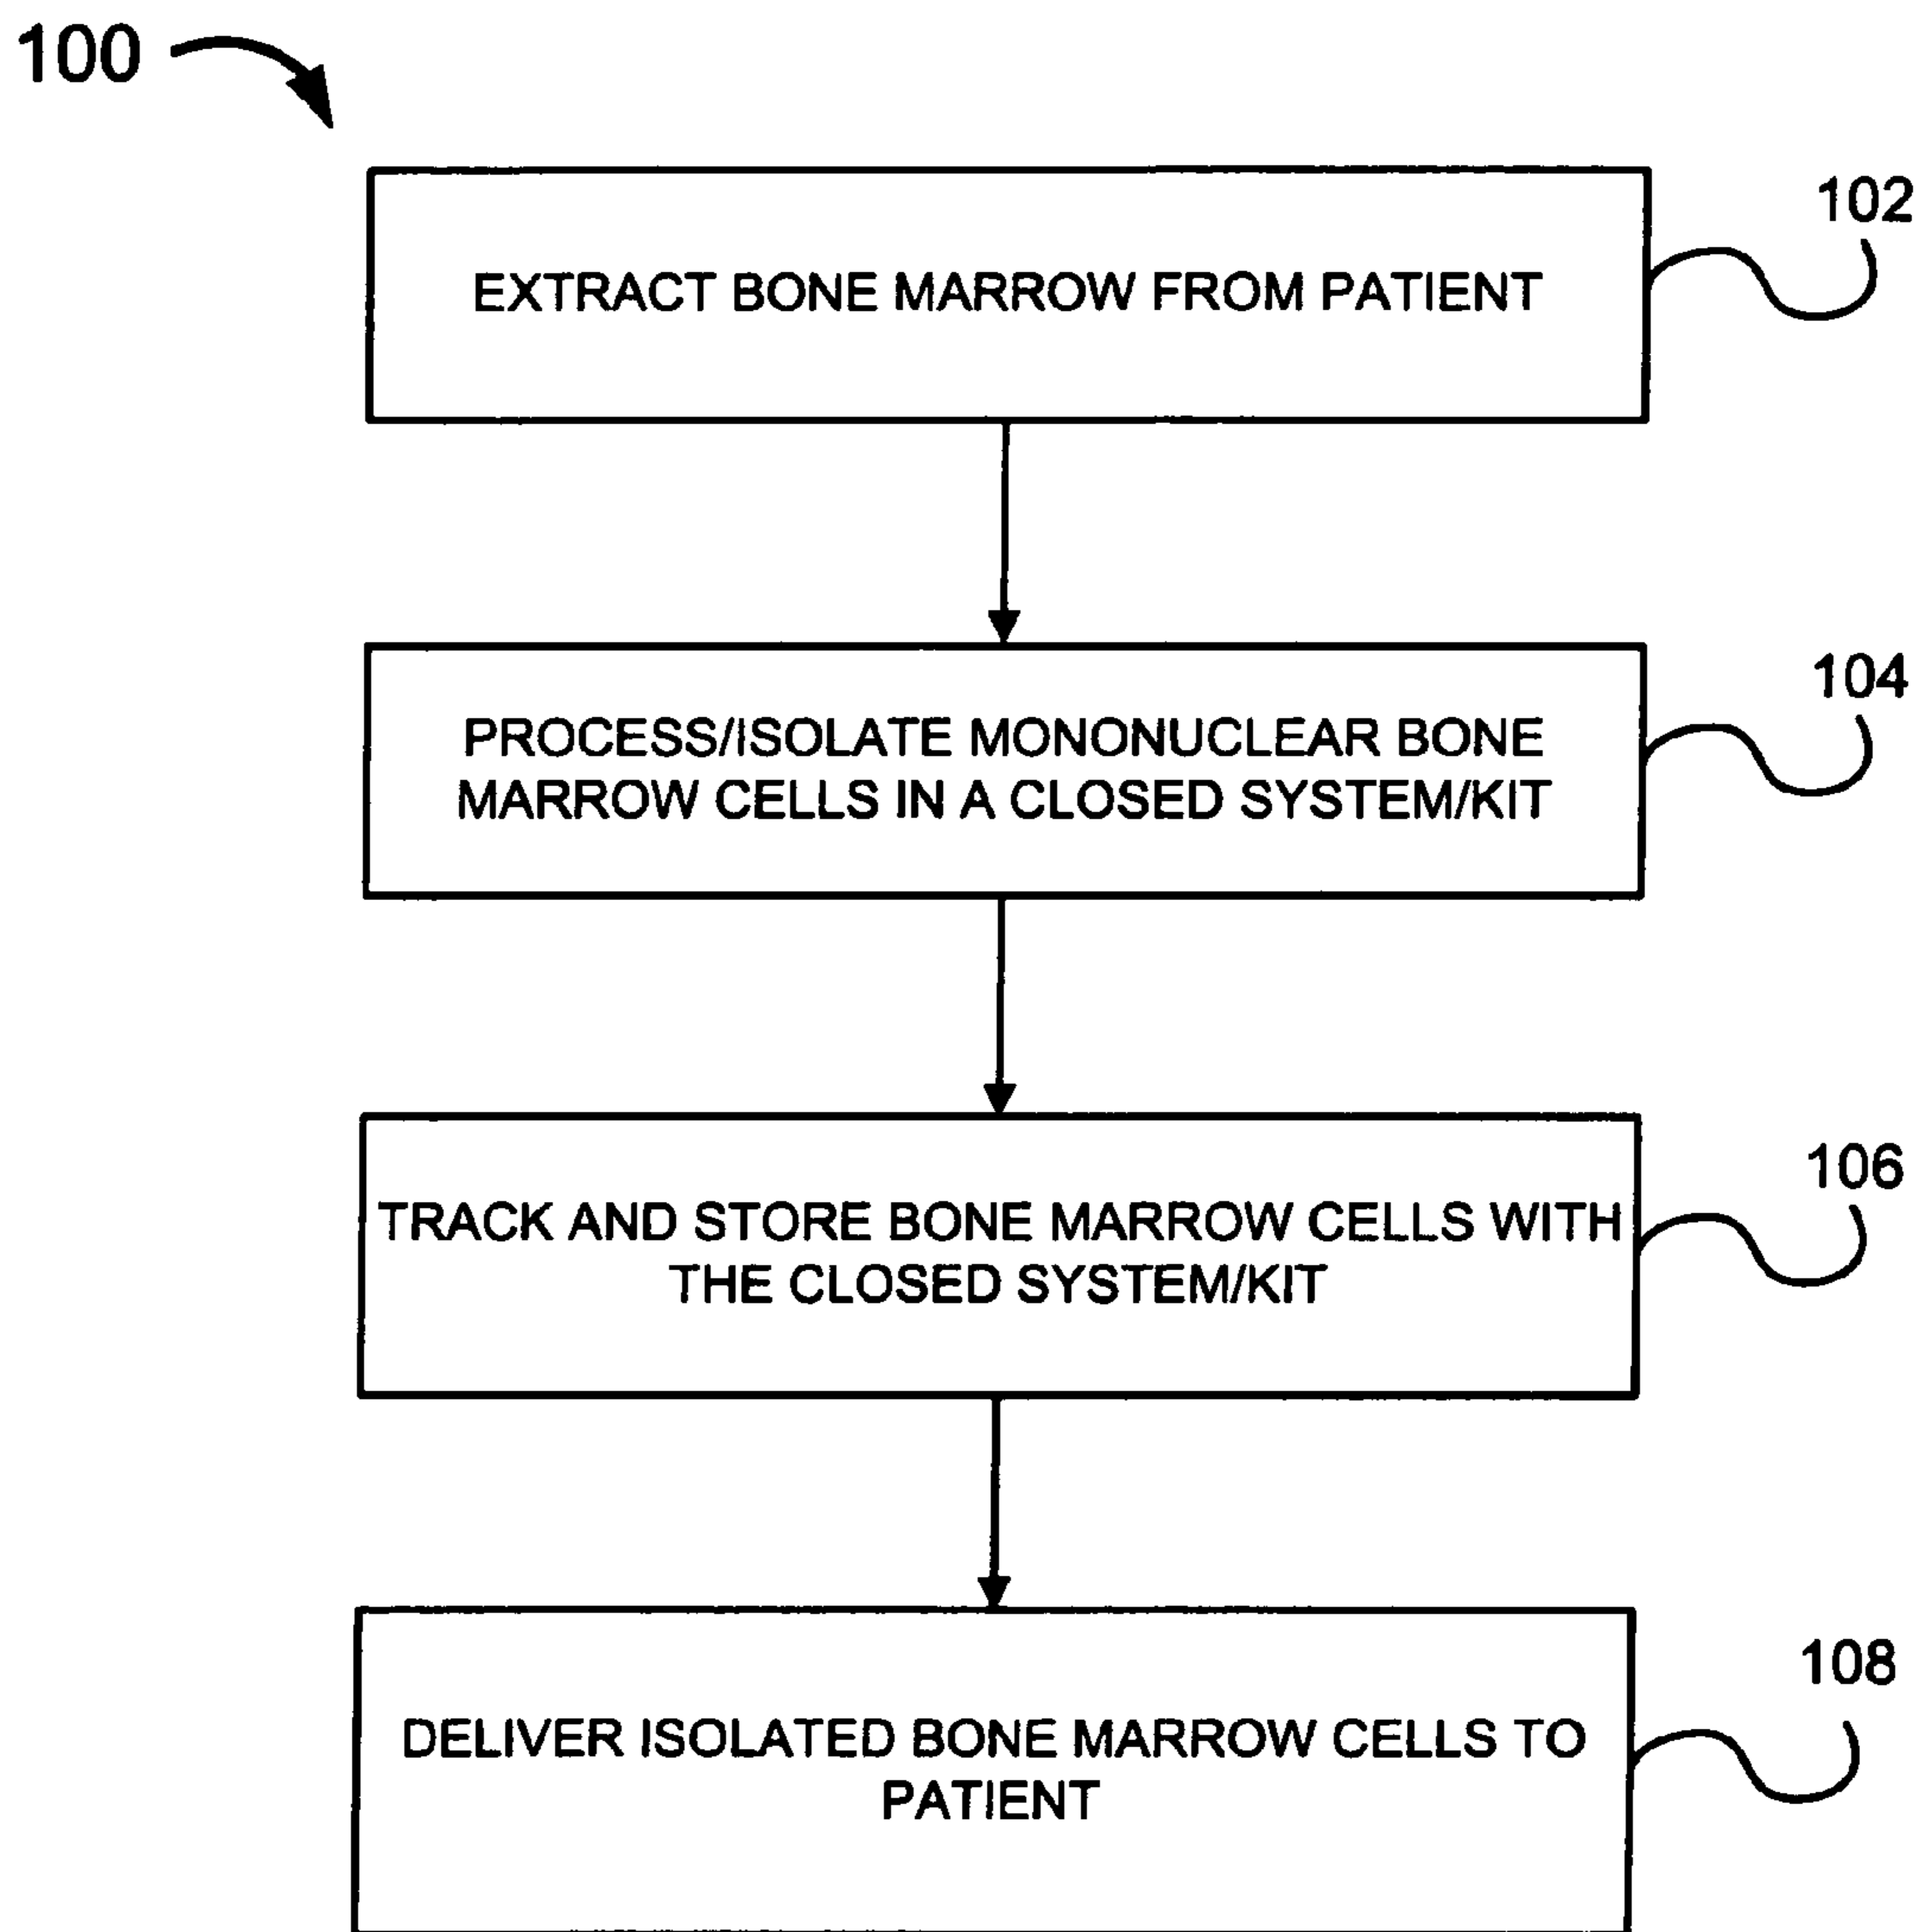 100
102
EXTRACT BONE MARROW FROM PATIENT
104
PROCESS/ISOLATE MONONUCLEAR BONE
MARROW CELLS IN A CLOSED SYSTEM/KIT
106
TRACK AND STORE BONE MARROW CELLS WITH
THE CLOSED SYSTEM/KIT
108
DELIVER ISOLATED BONE MARROW CELLS TO
PATIENT